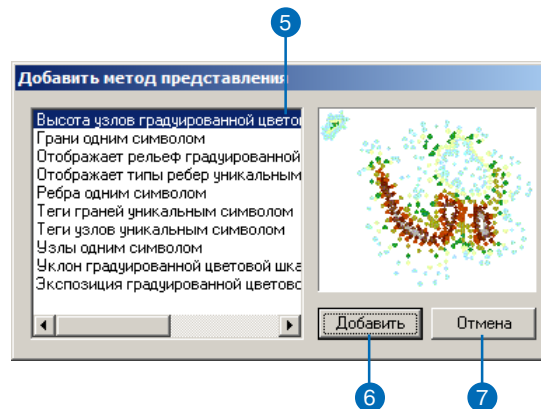 5
Добавить метод представления
Высота узлов градуированной цвето
Грани одним символом
Отображает рельеф градуированной
Отображает типы ребер уникальным
Ребра одним символом
Теги граней уникальным символом
Теги узлов уникальным символом
Узлы одним символом
Уклон градуированной цветовой шка
Экспозиция градуированной цветовс
Добавить
Отмена
6
7